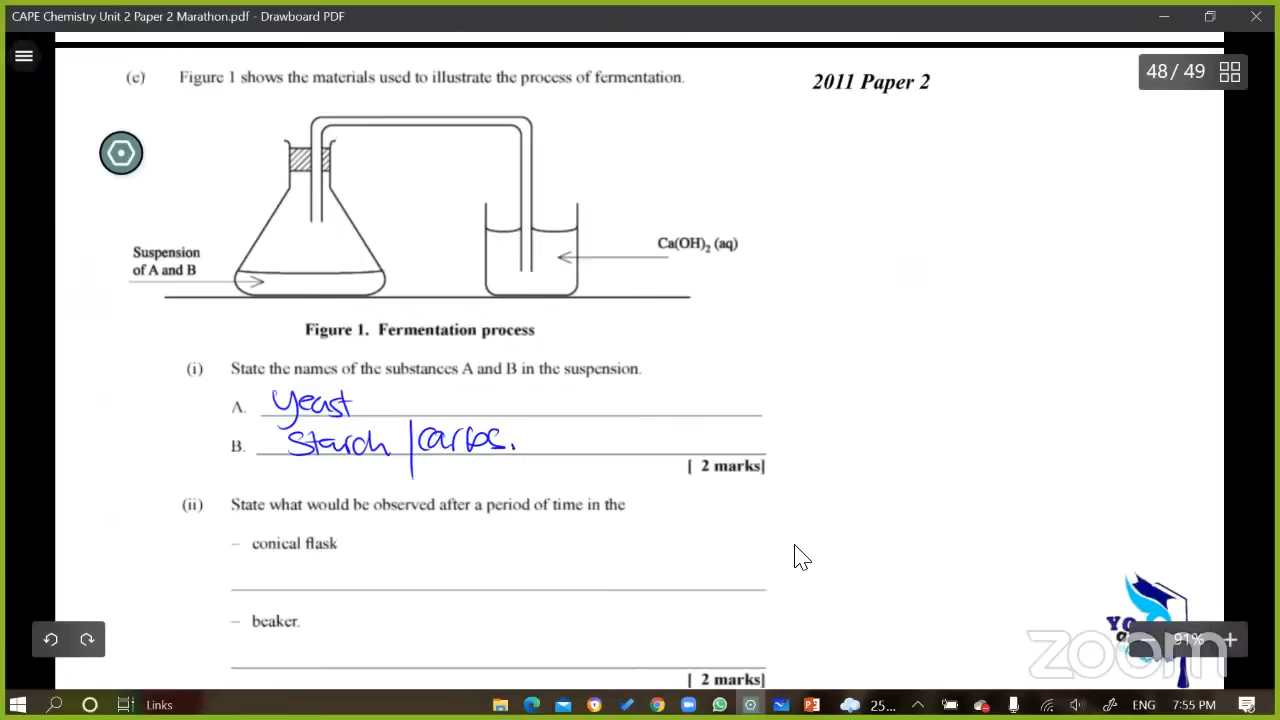 CAPE Chemistry Unit 2 Paper 2 Marathon.pdf - Drawboard PDF
(e) Figure 1 shows the materials used to illustrate the process of fermentation.
2011 Paper 2
48 / 49
Suspension
of A and B
Ca(OH)₂ (aq)
Figure 1. Fermentation process
(i) State the names of the substances A and B in the suspension.
A. Yeast
B. Starch | carbs.
[ 2 marks]
(ii) State what would be observed after a period of time in the
– conical flask
– beaker.
[ 2 marks]
91%
zoom
Links
25...
ENG
7:55 PM